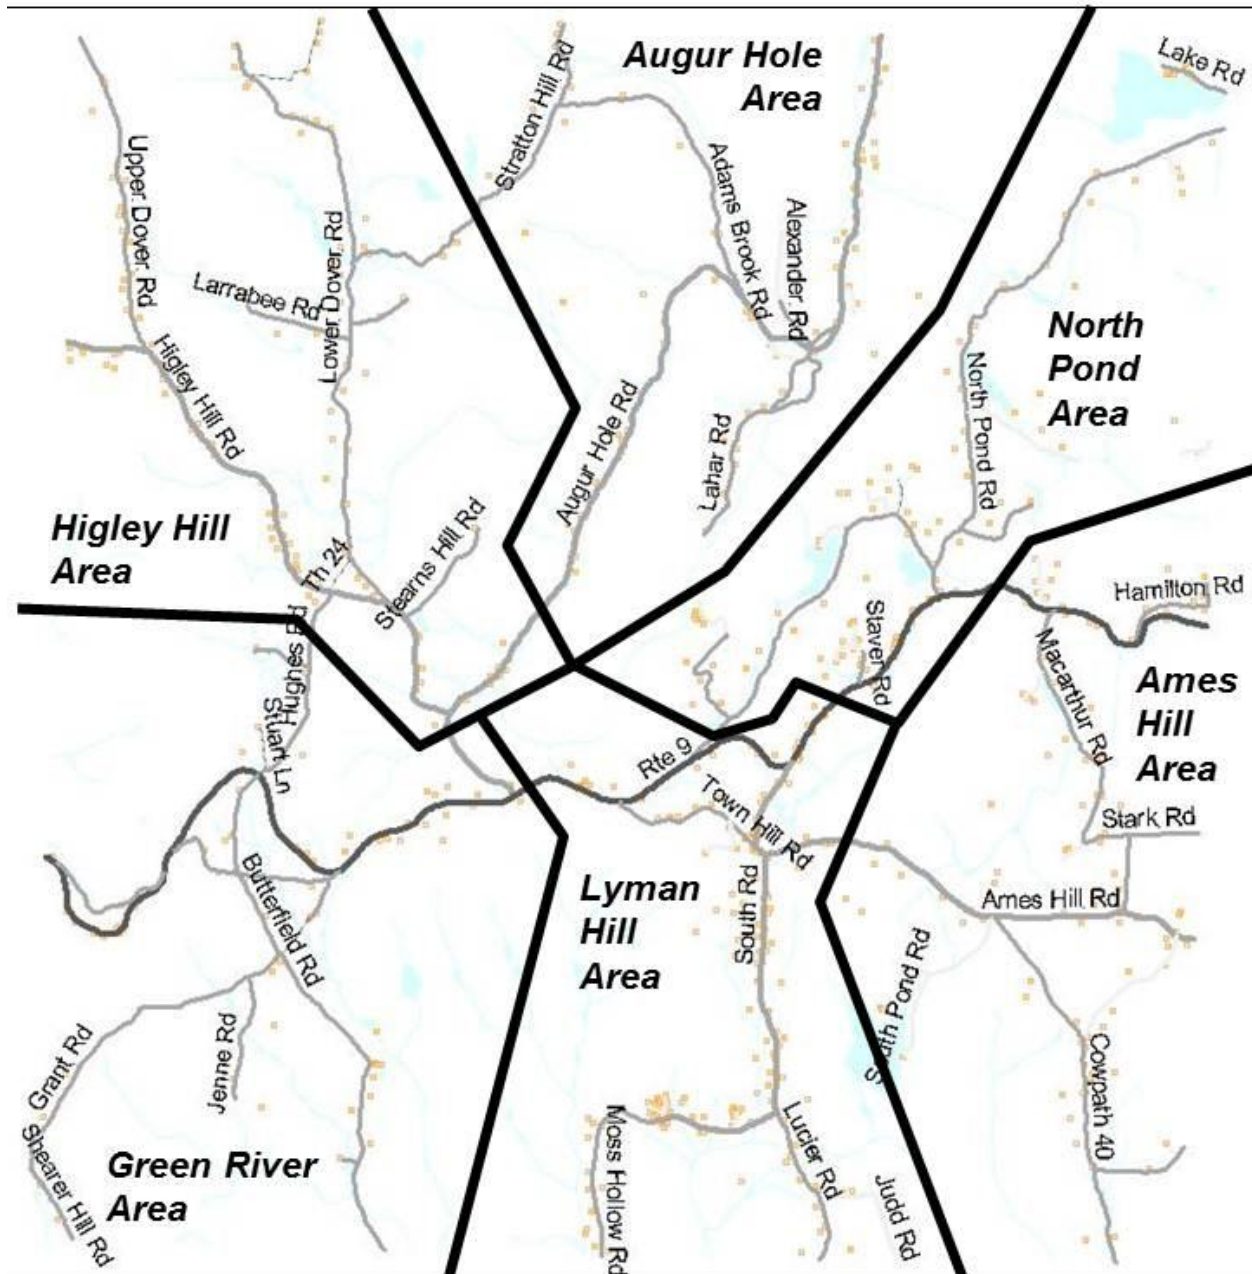 Augur Hole
Area
Lake Rd
Stratton Hill Rd
Upper Dover Rd
Adams Brook Rd
Alexander Rd
Lower Dover Rd
Larrabee Rd
North
Pond
Area
Higley Hill Rd
North Pond Rd
Augur Hole Rd
Lahar Rd
Higley Hill
Area
Th 24
Stearns Hill Rd
Hamilton Rd
Hughes Rd
Staver Rd
Macarthur Rd
Ames
Hill
Area
Stuart Ln
Rte 9
Town Hill Rd
Stark Rd
Butterfield Rd
Lyman
Hill
Area
South Rd
Ames Hill Rd
South Pond Rd
Grant Rd
Jenne Rd
Cowpath 40
Green River
Area
Shearer Hill Rd
Moss Hollow Rd
Lucier Rd
Judd Rd